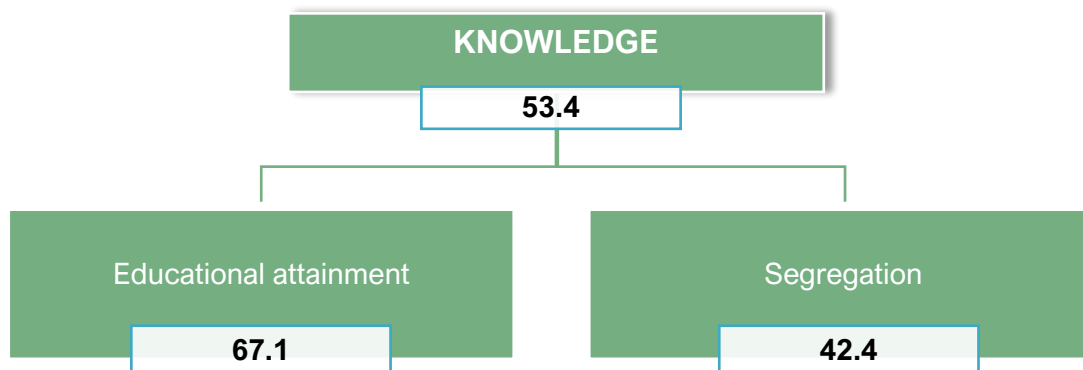 KNOWLEDGE
53.4
Educational attainment
67.1
Segregation
42.4